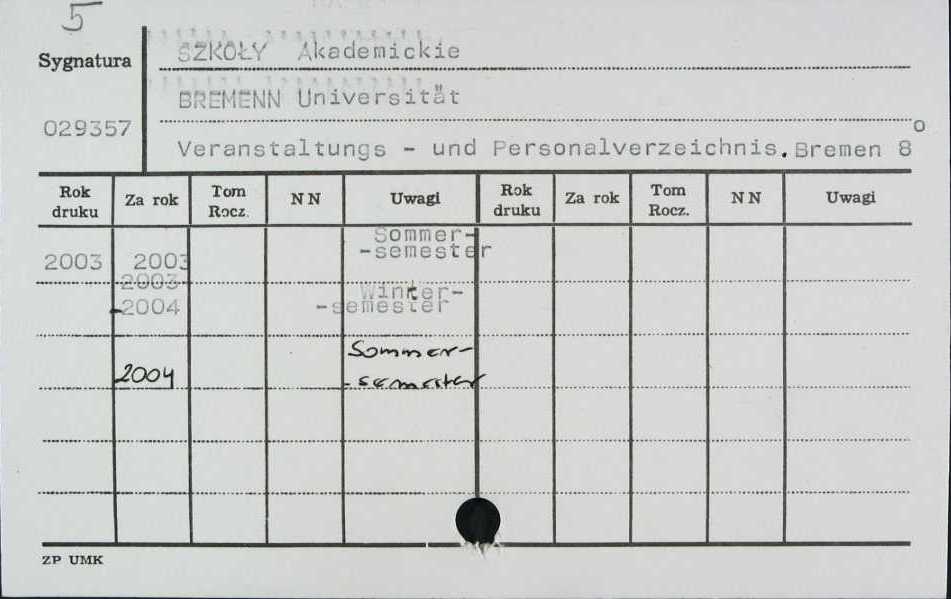 5
Sygnatura
SZKOŁY Akademickie
BREMENN Universität
029357
Veranstaltungs - und Personalverzeichnis. Bremen 8o
Rok druku Za rok Tom Rocz. NN Uwagi Rok druku Za rok Tom Rocz. NN Uwagi
2003 2003 Sommer-
-semester
2003- Winter-
-2004 -semester
2004 Sommer-
-semester
ZP UMK